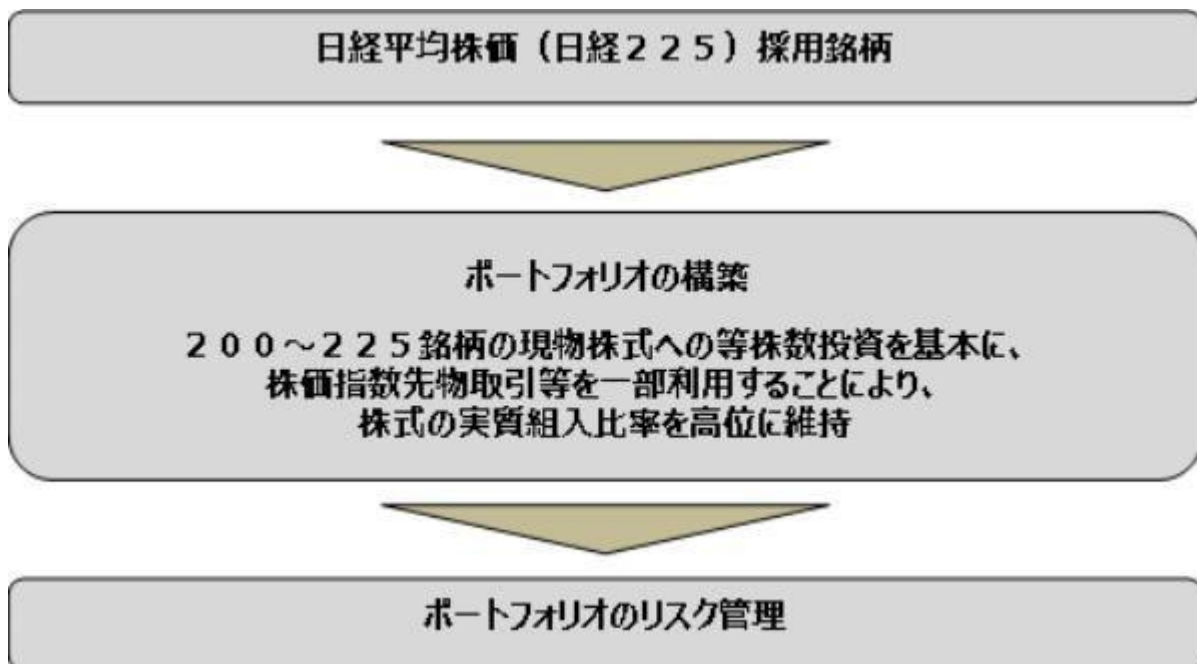 日経平均株価（日経２２５）採用銘柄
ポートフォリオの構築
２００～２２５銘柄の現物株式への等株数投資を基本に、
株価指数先物取引等を一部利用することにより、
株式の実質組入比率を高位に維持
ポートフォリオのリスク管理